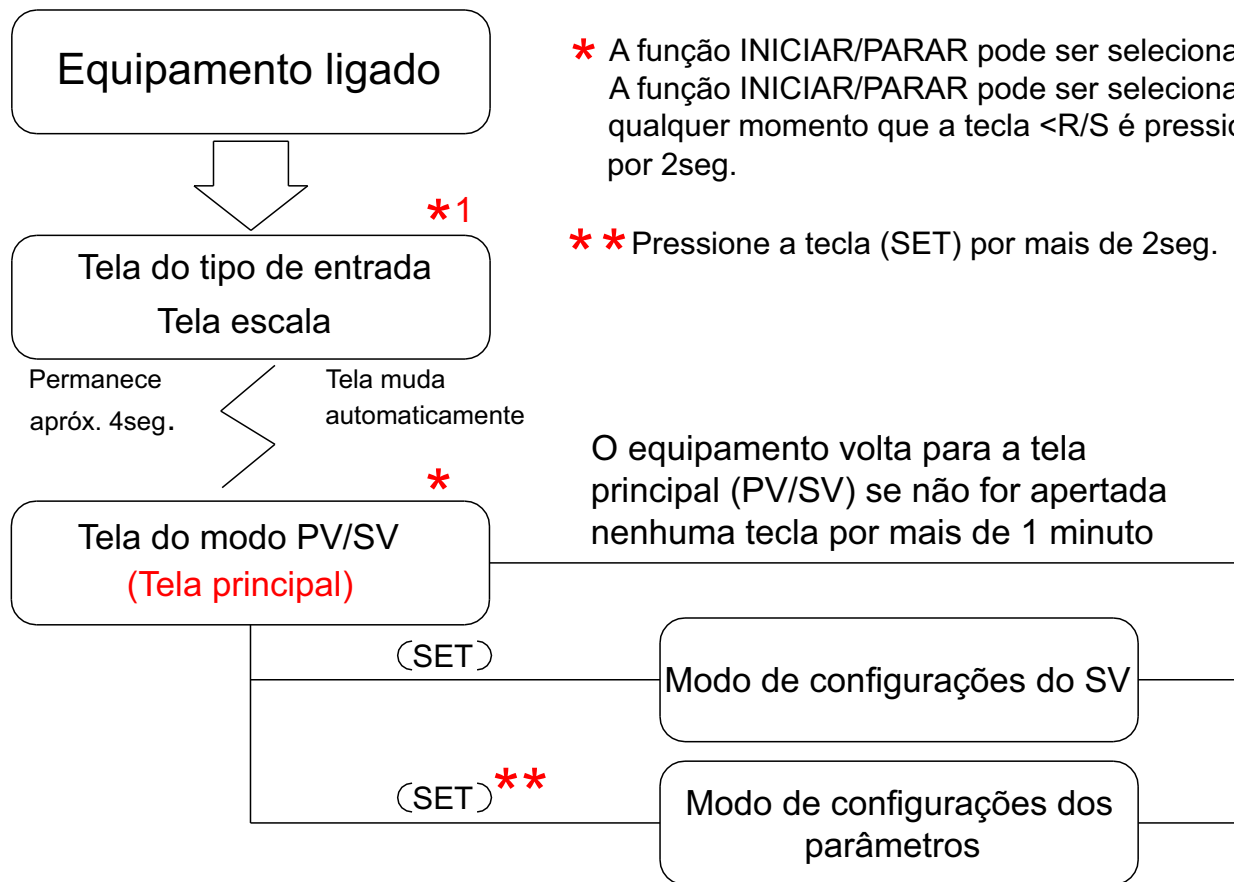 Equipamento ligado
* A função INICIAR/PARAR pode ser seleciona
A função INICIAR/PARAR pode ser seleciona
qualquer momento que a tecla <R/S é pressio
por 2seg.
*1
** Pressione a tecla (SET) por mais de 2seg.
Tela do tipo de entrada
Tela escala
Permanece
apróx. 4seg.
Tela muda
automaticamente
O equipamento volta para a tela
principal (PV/SV) se não for apertada
nenhuma tecla por mais de 1 minuto
*
Tela do modo PV/SV
(Tela principal)
(SET)
Modo de configurações do SV
(SET)**
Modo de configurações dos
parâmetros